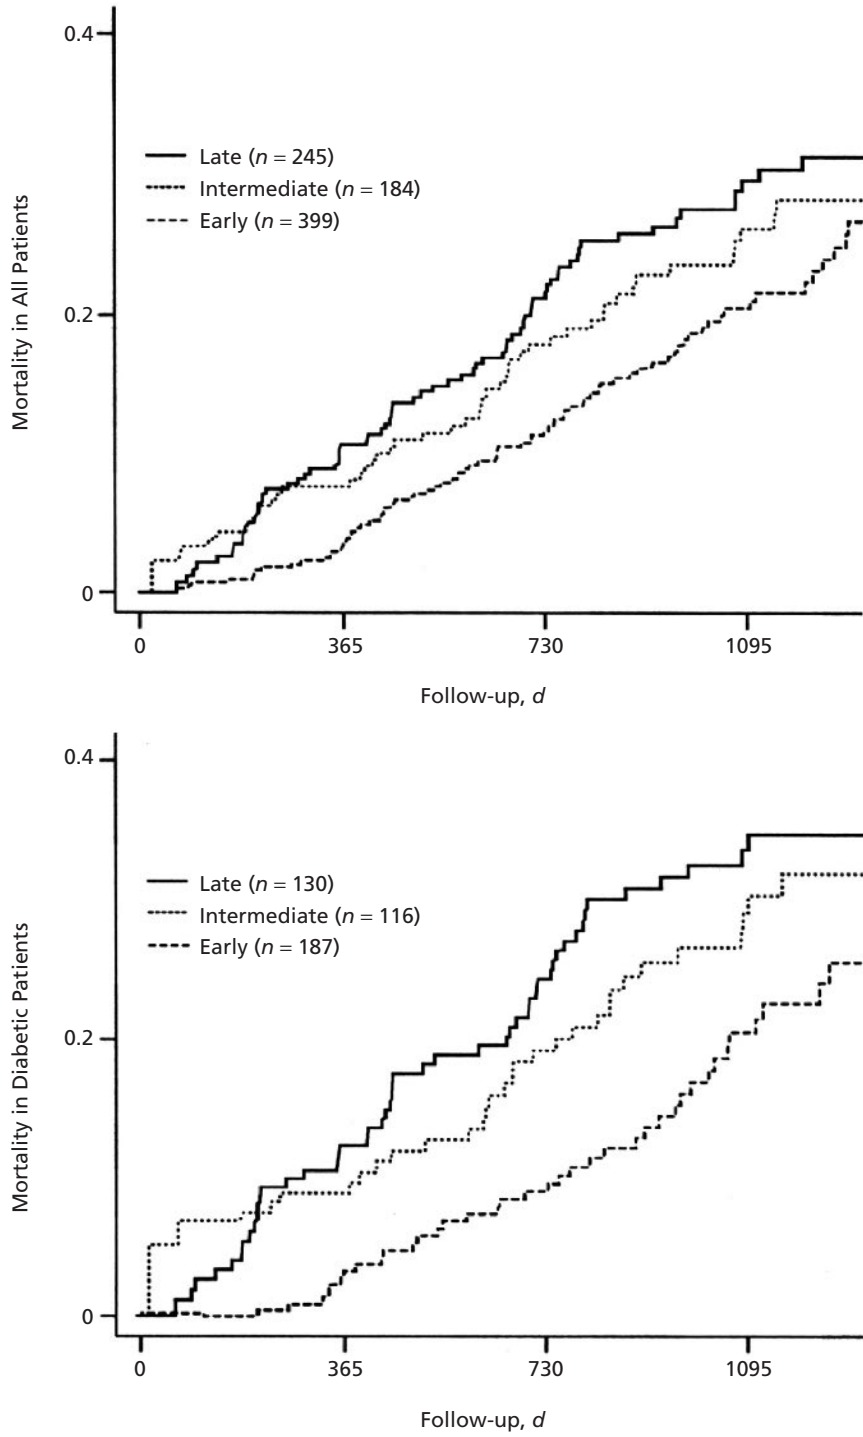 Mortality in All Patients
0.4
0.2
0
Late (n = 245)
Intermediate (n = 184)
Early (n = 399)
0 365 730 1095
Follow-up, d
Mortality in Diabetic Patients
0.4
0.2
0
Late (n = 130)
Intermediate (n = 116)
Early (n = 187)
0 365 730 1095
Follow-up, d